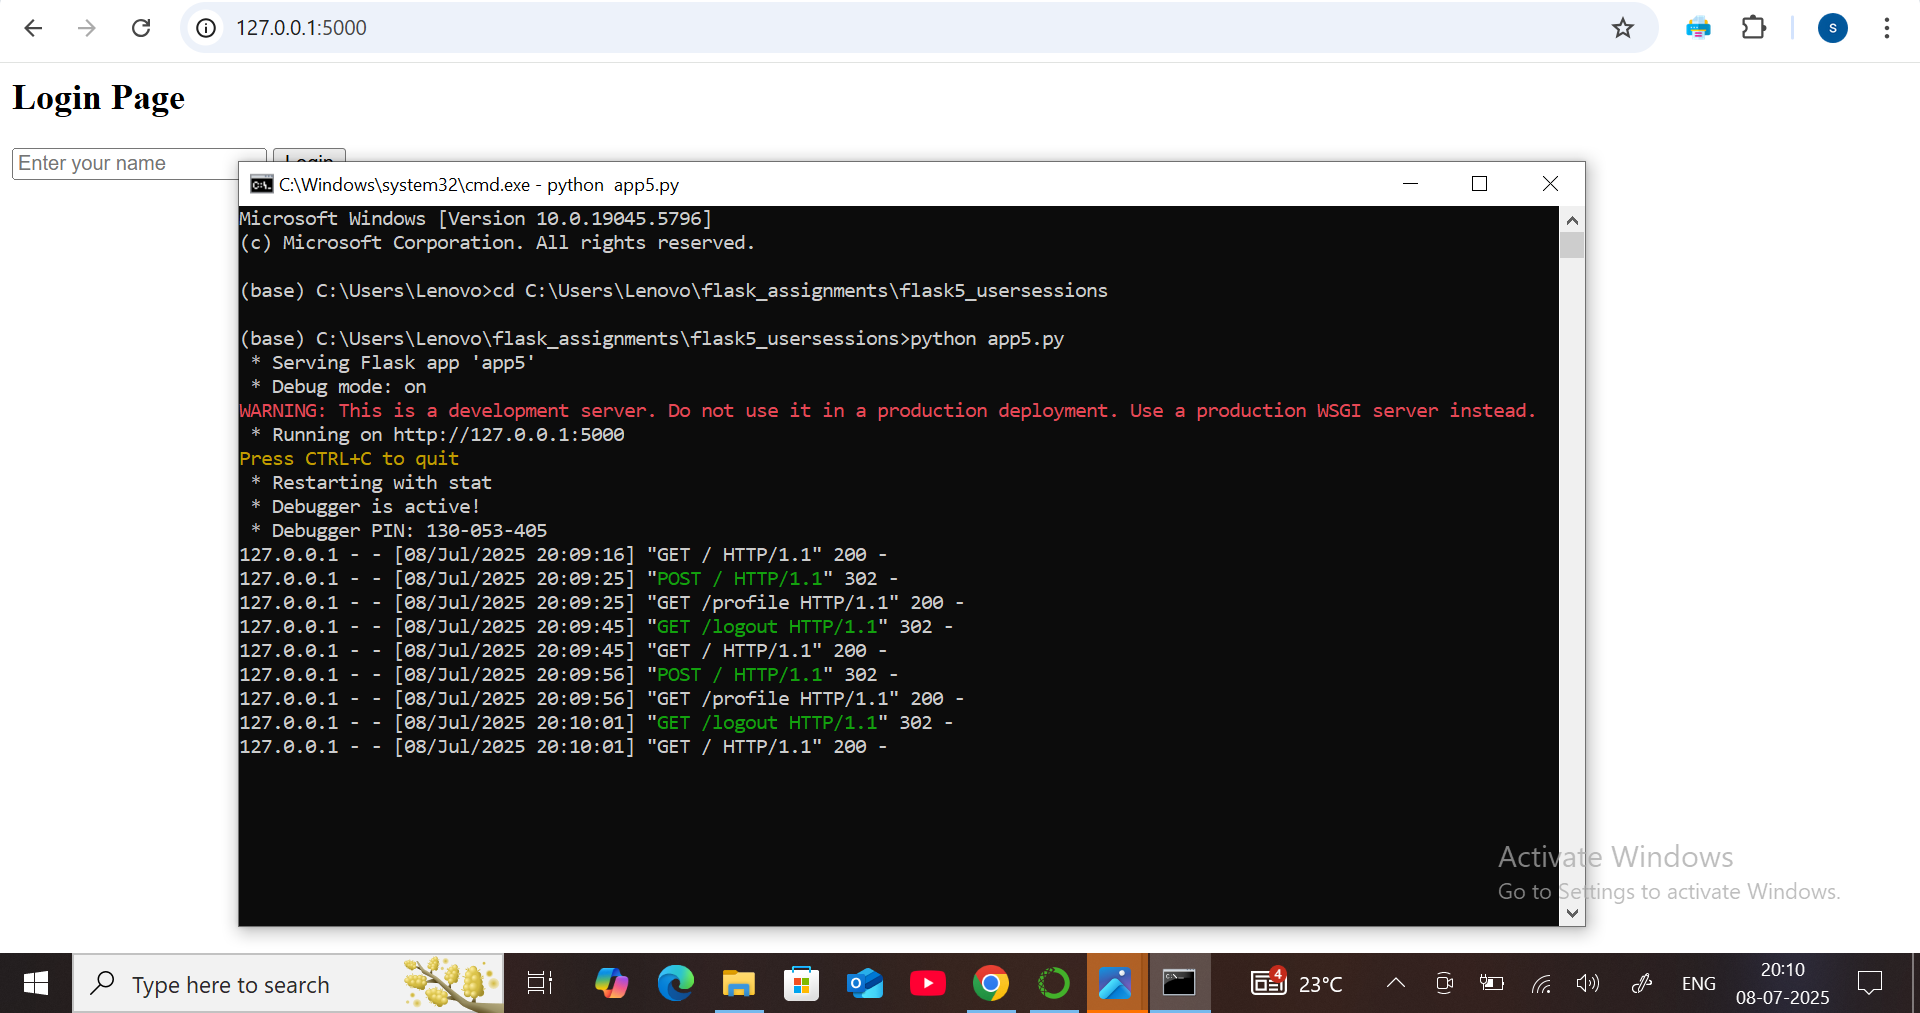 127.0.0.1:5000
S
Login Page
Enter your name
Login
C:\Windows\system32\cmd.exe - python  app5.py
Microsoft Windows [Version 10.0.19045.5796]
(c) Microsoft Corporation. All rights reserved.
(base) C:\Users\Lenovo>cd C:\Users\Lenovo\flask_assignments\flask5_usersessions
(base) C:\Users\Lenovo\flask_assignments\flask5_usersessions>python app5.py
 * Serving Flask app 'app5'
 * Debug mode: on
WARNING: This is a development server. Do not use it in a production deployment. Use a production WSGI server instead.
 * Running on http://127.0.0.1:5000
Press CTRL+C to quit
 * Restarting with stat
 * Debugger is active!
 * Debugger PIN: 130-053-405
127.0.0.1 - - [08/Jul/2025 20:09:16] "GET / HTTP/1.1" 200 -
127.0.0.1 - - [08/Jul/2025 20:09:25] "POST / HTTP/1.1" 302 -
127.0.0.1 - - [08/Jul/2025 20:09:25] "GET /profile HTTP/1.1" 200 -
127.0.0.1 - - [08/Jul/2025 20:09:45] "GET /logout HTTP/1.1" 302 -
127.0.0.1 - - [08/Jul/2025 20:09:45] "GET / HTTP/1.1" 200 -
127.0.0.1 - - [08/Jul/2025 20:09:56] "POST / HTTP/1.1" 302 -
127.0.0.1 - - [08/Jul/2025 20:09:56] "GET /profile HTTP/1.1" 200 -
127.0.0.1 - - [08/Jul/2025 20:10:01] "GET /logout HTTP/1.1" 302 -
127.0.0.1 - - [08/Jul/2025 20:10:01] "GET / HTTP/1.1" 200 -
Activate Windows
Go to Settings to activate Windows.
Type here to search
4
23°C
ENG
20:10
08-07-2025